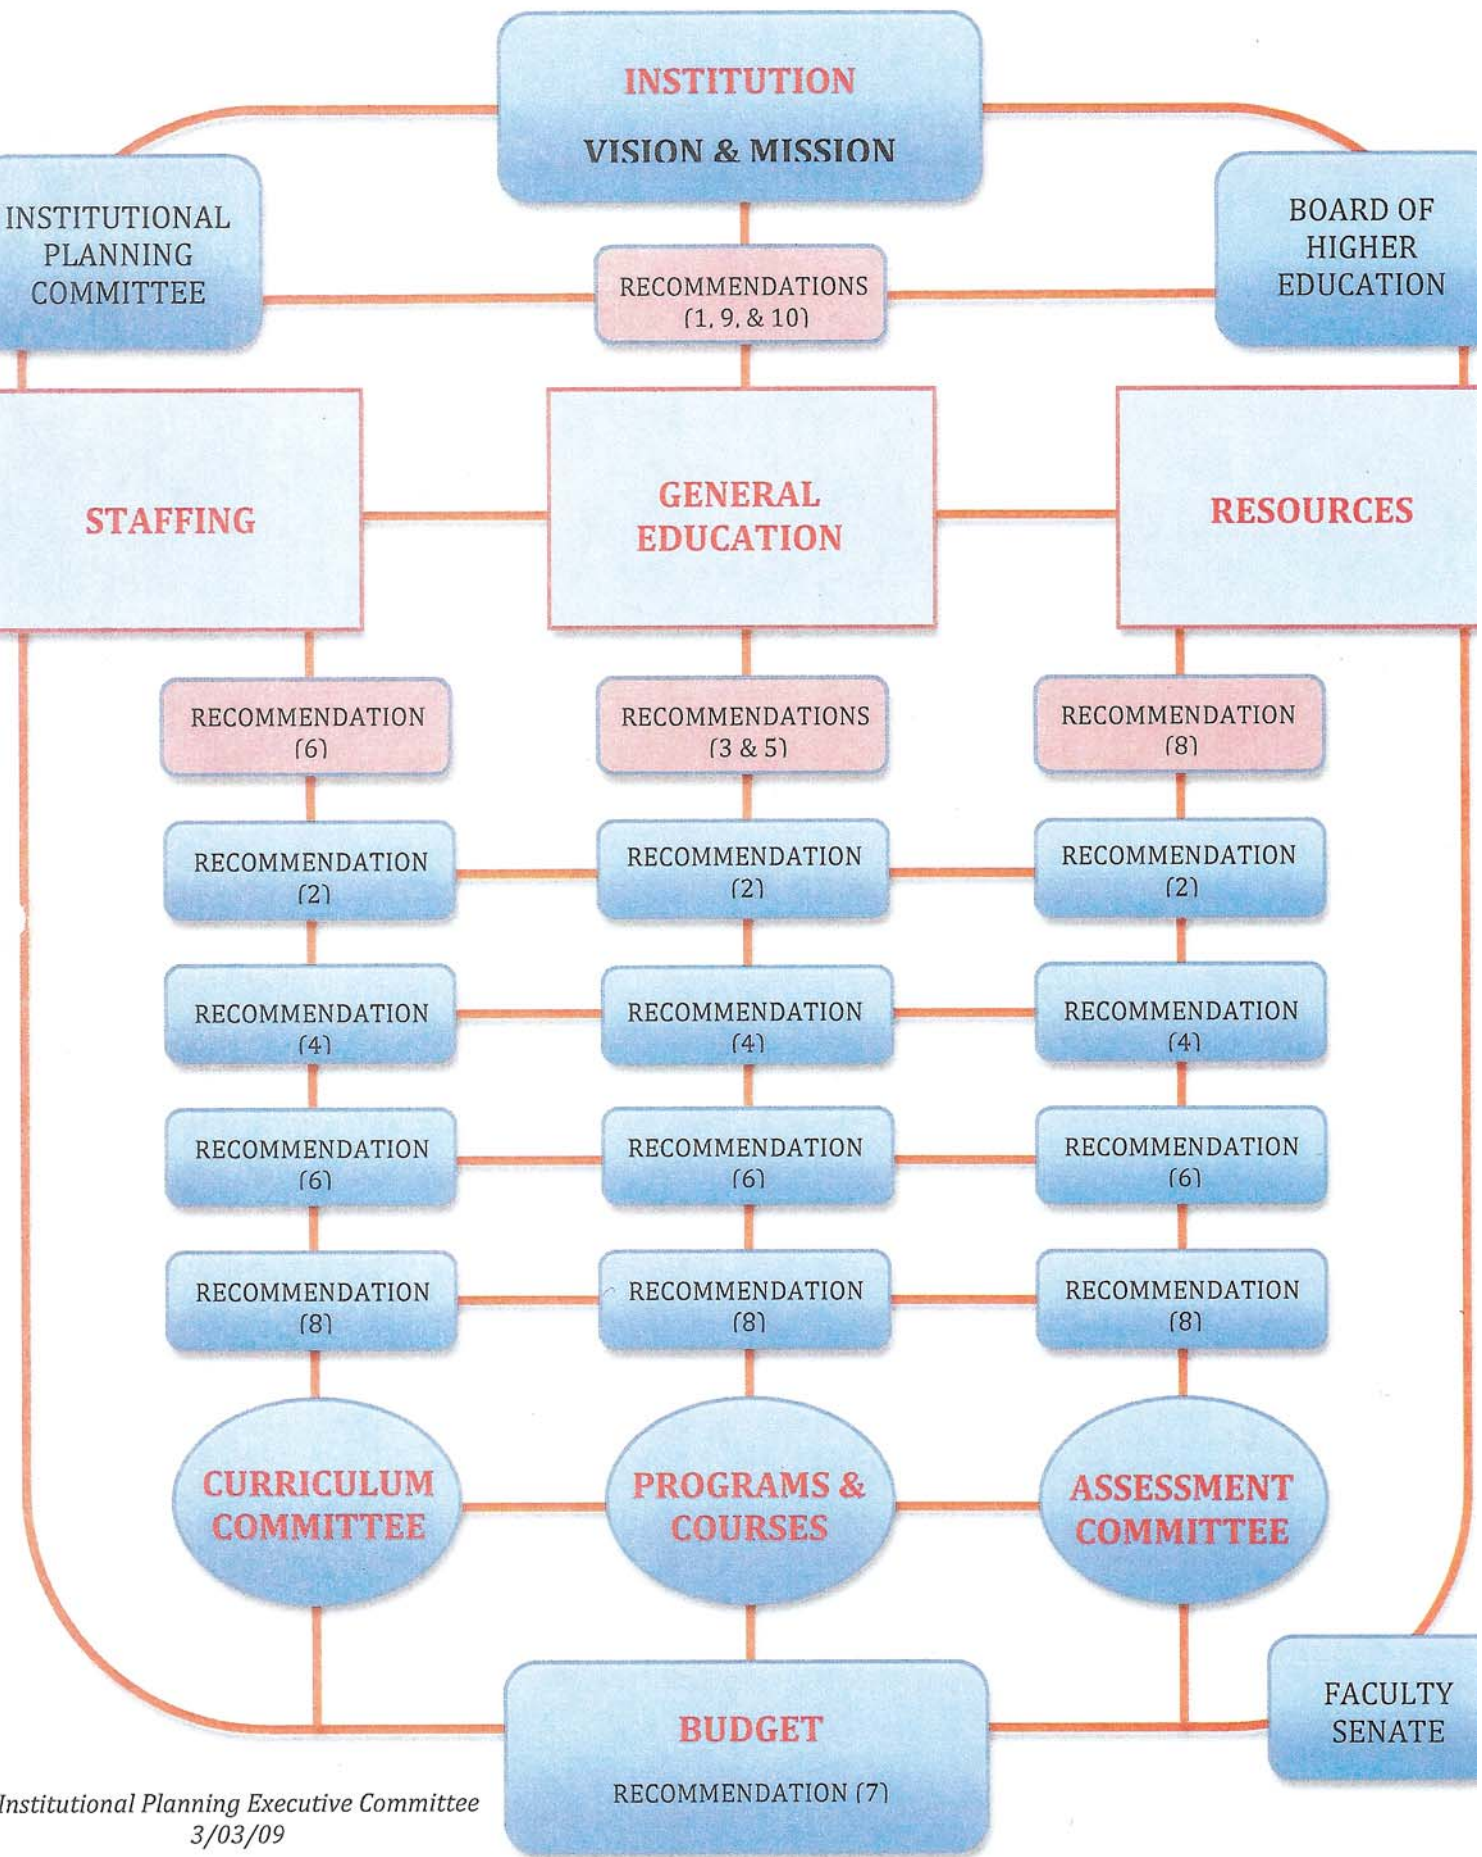 INSTITUTION
VISION & MISSION
INSTITUTIONAL
PLANNING
COMMITTEE
BOARD OF
HIGHER
EDUCATION
RECOMMENDATIONS
(1, 9, & 10)
STAFFING
GENERAL
EDUCATION
RESOURCES
RECOMMENDATION
(6)
RECOMMENDATIONS
(3 & 5)
RECOMMENDATION
(8)
RECOMMENDATION
(2)
RECOMMENDATION
(2)
RECOMMENDATION
(2)
RECOMMENDATION
(4)
RECOMMENDATION
(4)
RECOMMENDATION
(4)
RECOMMENDATION
(6)
RECOMMENDATION
(6)
RECOMMENDATION
(6)
RECOMMENDATION
(8)
RECOMMENDATION
(8)
RECOMMENDATION
(8)
CURRICULUM
COMMITTEE
PROGRAMS &
COURSES
ASSESSMENT
COMMITTEE
BUDGET
RECOMMENDATION (7)
FACULTY
SENATE
Institutional Planning Executive Committee
3/03/09